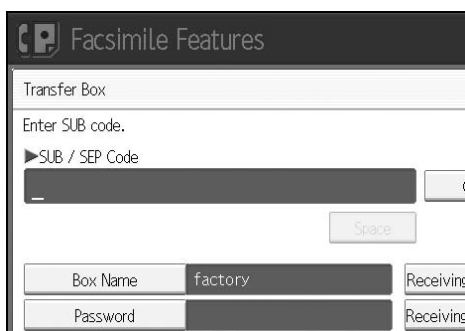 Facsimile Features
Transfer Box
Enter SUB code.
▶SUB / SEP Code
_
Space
Box Name factory Receiving
Password Receiving